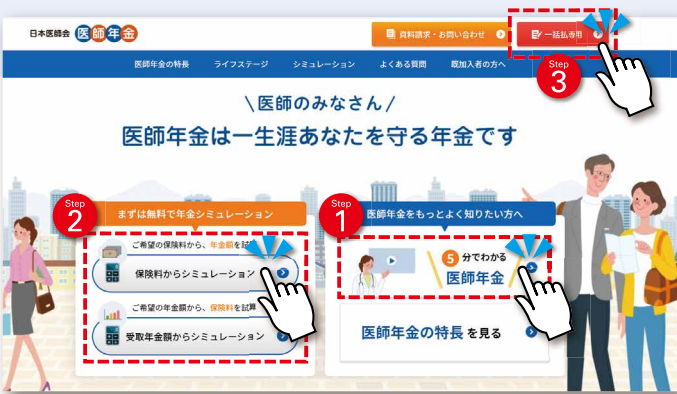 日本医師会 医師年金
資料請求・お問い合わせ
一括払専用
Step
3
医師年金の特長 ライフステージ シミュレーション よくある質問 既加入者の方へ
\医師のみなさん/
医師年金は一生涯あなたを守る年金です
Step
2
まずは無料で年金シミュレーション
ご希望の保険料から、年金額を試
保険料からシミュレーション
ご希望の年金額から、保険料を試算
受取年金額からシミュレーション
Step
1
医師年金をもっとよく知りたい方へ
5分でわかる
医師年金
医師年金の特長を見る